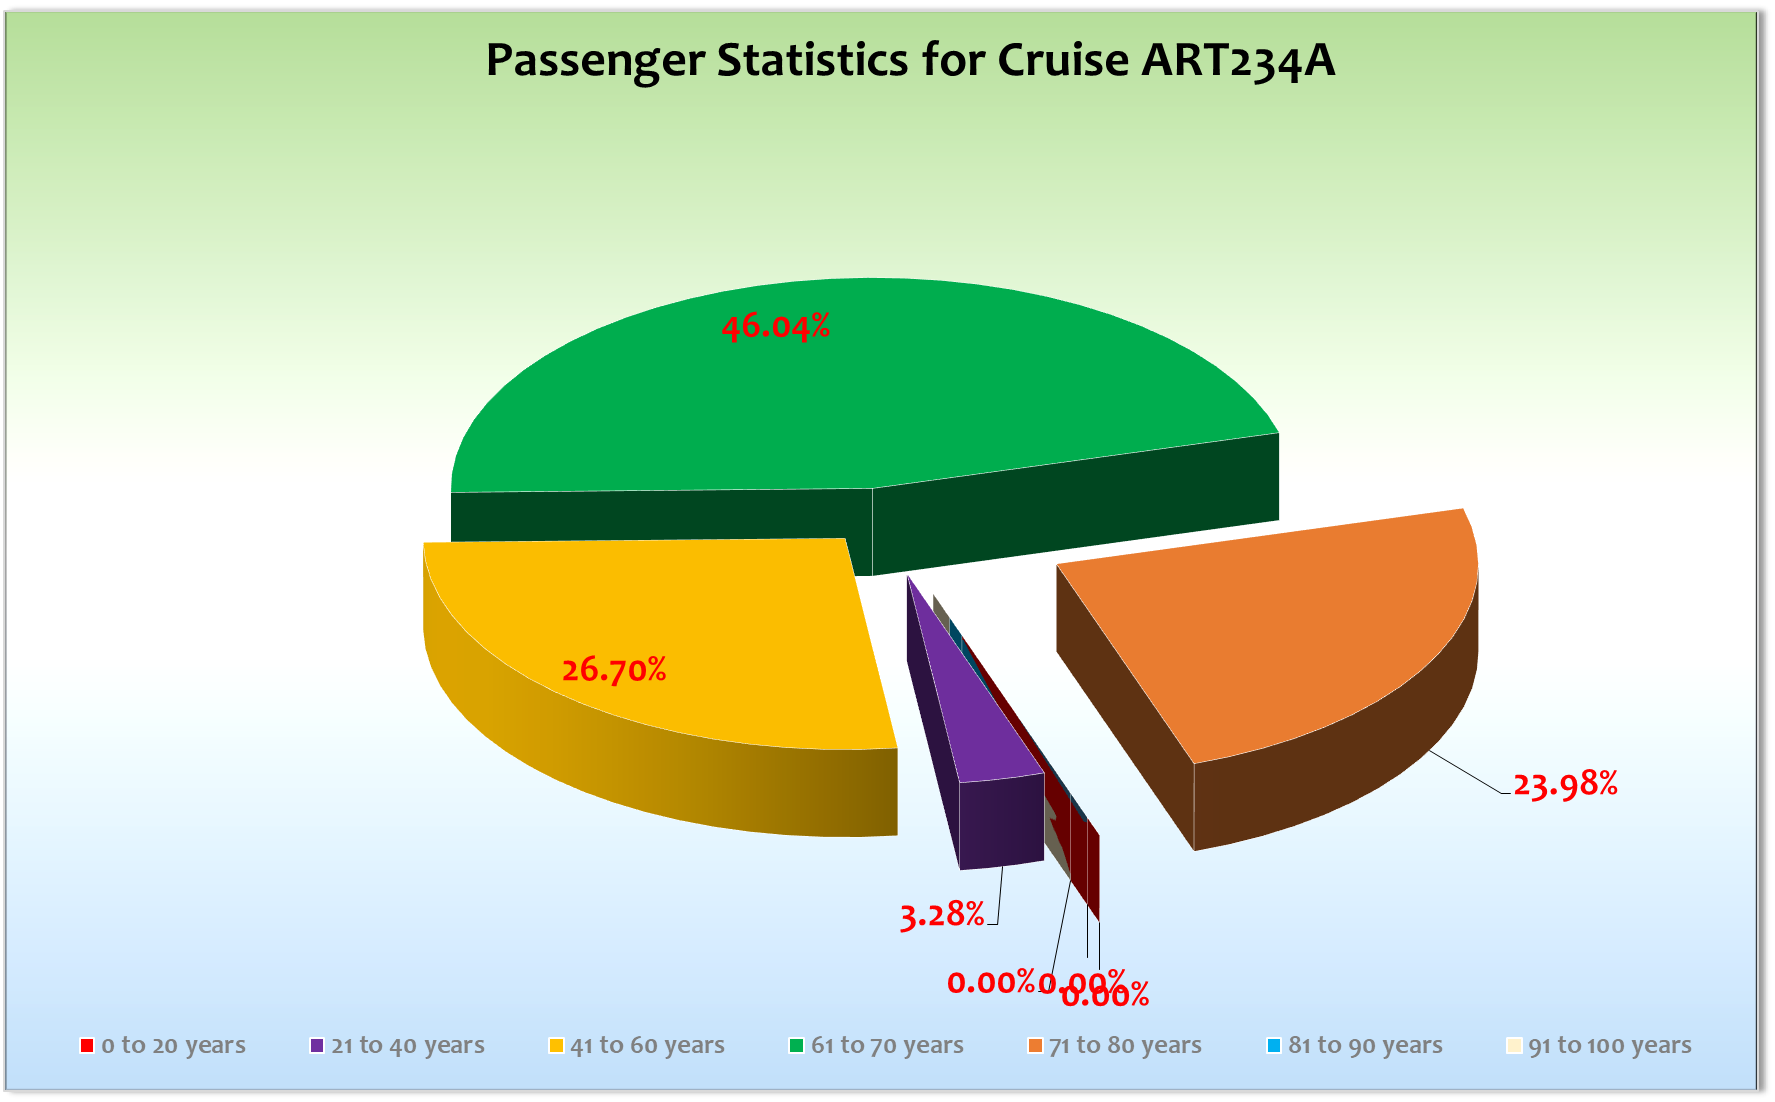 Passenger Statistics for Cruise ART234A
46.04%
26.70%
23.98%
3.28%
0.00%
0.00%
0.00%
0 to 20 years
21 to 40 years
41 to 60 years
61 to 70 years
71 to 80 years
81 to 90 years
91 to 100 years